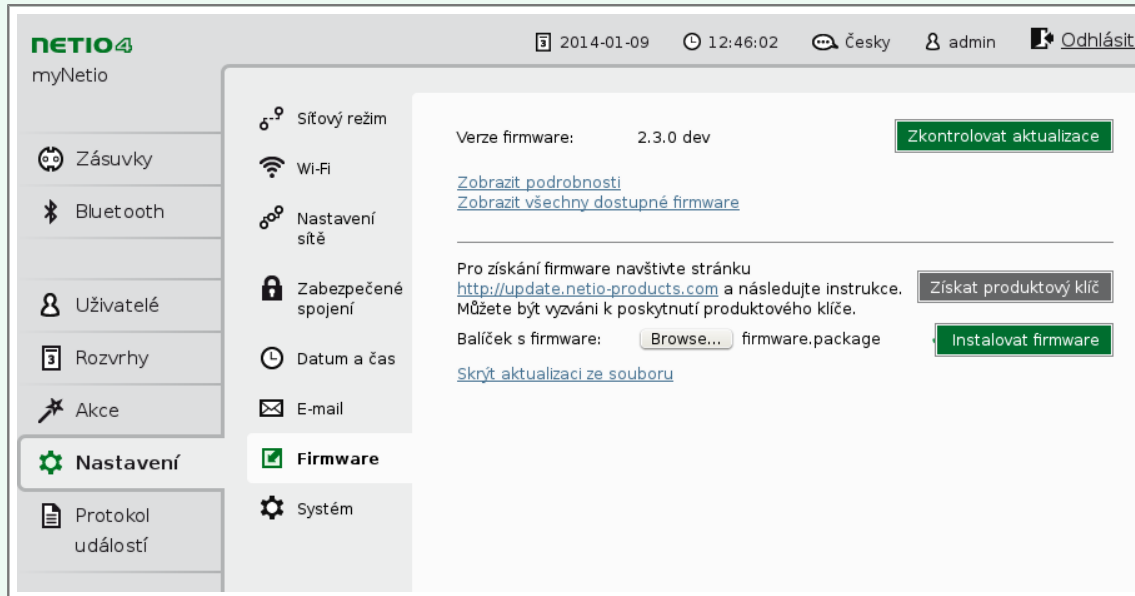 NETIO4
myNetio
3 2014-01-09 12:46:02 Česky admin Odhlásit
Zásuvky
Bluetooth
Uživatelé
3 Rozvrhy
Akce
Nastavení
Protokol
událostí
Síťový režim
Wi-Fi
Nastavení
sítě
Zabezpečené
spojení
Datum a čas
E-mail
Firmware
Systém
Verze firmware: 2.3.0 dev Zkontrolovat aktualizace
Zobrazit podrobnosti
Zobrazit všechny dostupné firmware
Pro získání firmware navštivte stránku
http://update.netio-products.com a následujte instrukce. Získat produktový klíč
Můžete být vyzváni k poskytnutí produktového klíče.
Balíček s firmware: Browse... firmware.package Instalovat firmware
Skrýt aktualizaci ze souboru